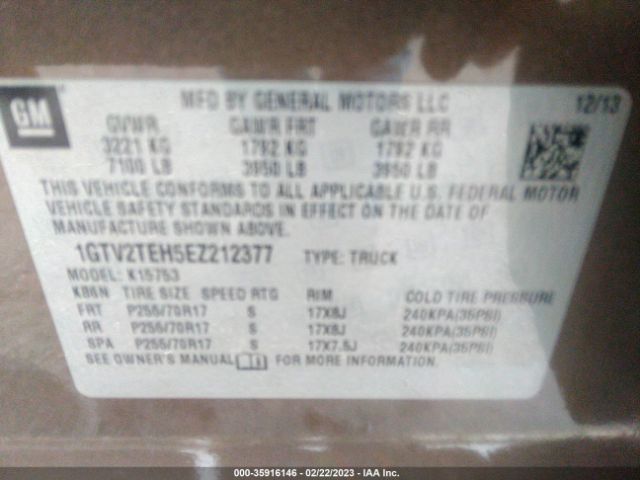 GM
MFD BY GENERAL MOTORS LLC 12/13
GVWR GAWR FRT GAWR RR
3221 KG 1792 KG 1792 KG
7100 LB 3950 LB 3950 LB
THIS VEHICLE CONFORMS TO ALL APPLICABLE U.S. FEDERAL MOTOR
VEHICLE SAFETY STANDARDS IN EFFECT ON THE DATE OF
MANUFACTURE SHOWN ABOVE.
1GTV2TEH5EZ212377 TYPE: TRUCK
MODEL: K15753
TIRE SIZE SPEED RTG RIM COLD TIRE PRESSURE
FRT P255/70R17 S 17X8J 240KPA(35PSI)
RR P255/70R17 S 17X8J 240KPA(35PSI)
SPA P255/70R17 S 17X7.5J 240KPA(35PSI)
SEE OWNER'S MANUAL FOR MORE INFORMATION.
000-35916146 - 02/22/2023 - IAA Inc.